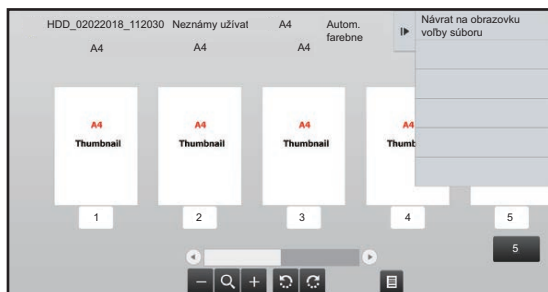 HDD_02022018_112030 Neznámy užívat A4 Autom.
farebne
Návrat na obrazovku
voľby súboru
A4 A4 A4
A4 A4 A4 A4
Thumbnail Thumbnail Thumbnail Thumb
1 2 3 4 5
5